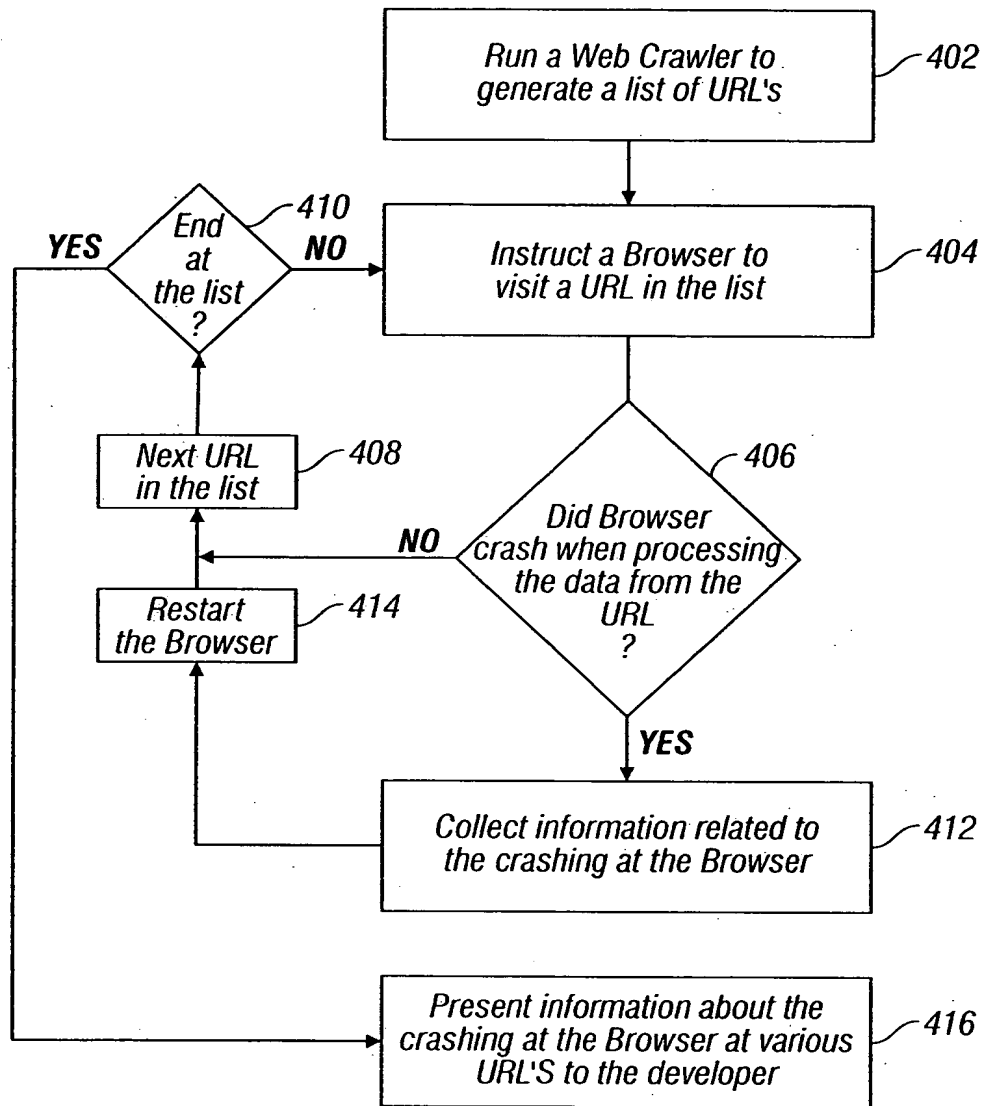 Run a Web Crawler to
generate a list of URL's
402
End
at
the list
?
410
YES
NO
Instruct a Browser to
visit a URL in the list
404
Next URL
in the list
408
Did Browser
crash when processing
the data from the
URL
?
406
NO
Restart
the Browser
414
YES
Collect information related to
the crashing at the Browser
412
Present information about the
crashing at the Browser at various
URL'S to the developer
416